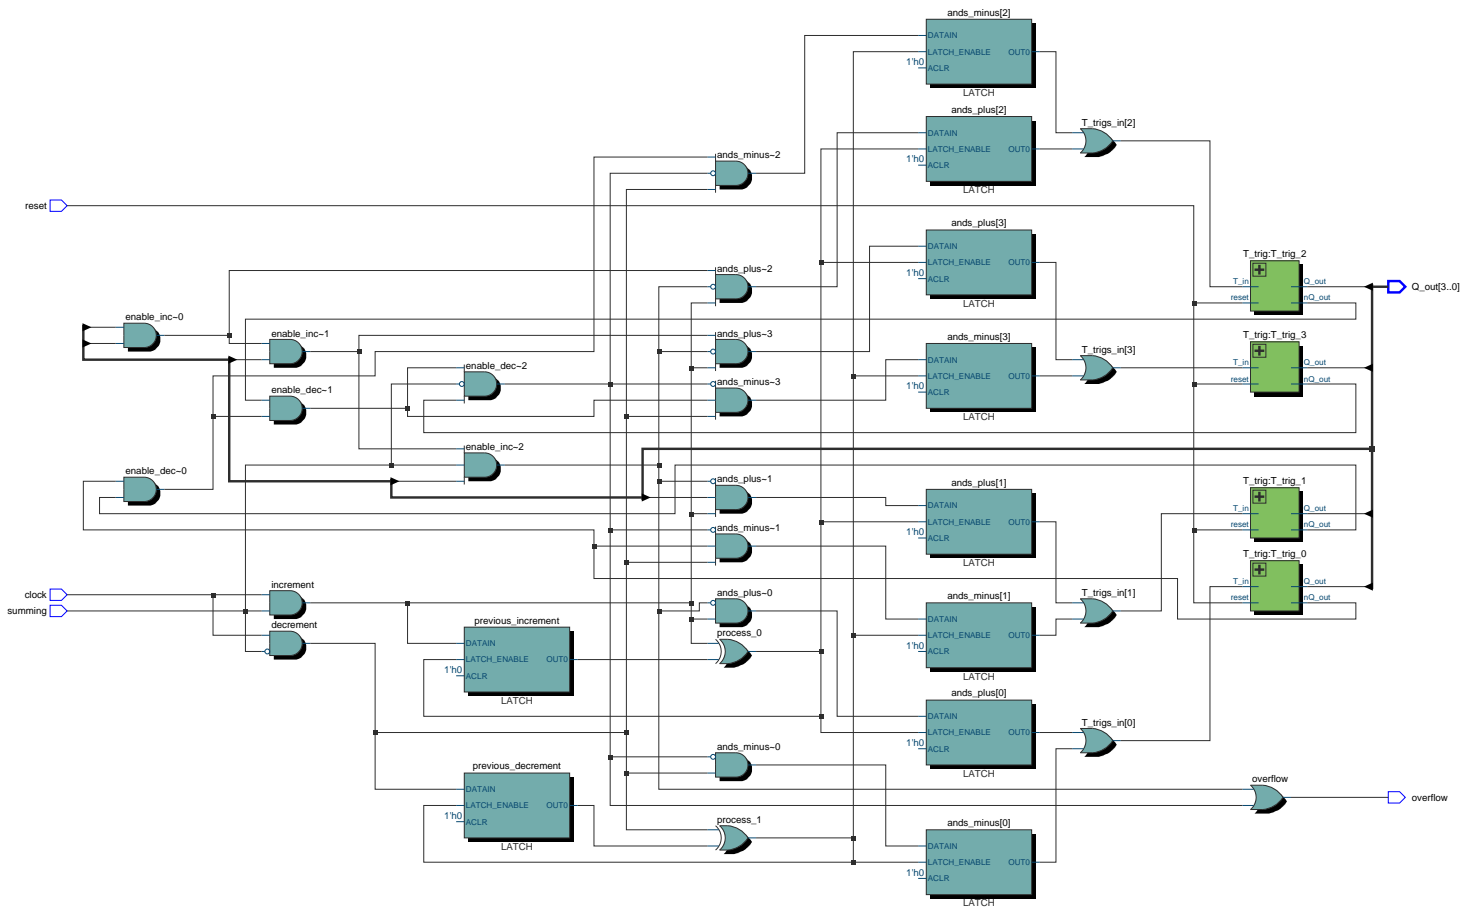 ands_minus[2]
DATAIN
LATCH_ENABLE OUT0
1'h0 ACLR
LATCH
ands_plus[2]
DATAIN
LATCH_ENABLE OUT0
1'h0 ACLR
LATCH
T_trigs_in[2]
ands_minus~2
reset
ands_plus[3]
DATAIN
LATCH_ENABLE OUT0
1'h0 ACLR
LATCH
T_trig:T_trig_2
T_in Q_out
reset nQ_out
Q_out[3..0]
ands_plus~2
enable_inc~0
enable_inc~1
ands_plus~3
ands_minus[3]
DATAIN
LATCH_ENABLE OUT0
1'h0 ACLR
LATCH
T_trigs_in[3]
T_trig:T_trig_3
T_in Q_out
reset nQ_out
enable_dec~2
ands_minus~3
enable_dec~1
enable_inc~2
enable_dec~0
ands_plus~1
ands_plus[1]
DATAIN
LATCH_ENABLE OUT0
1'h0 ACLR
LATCH
T_trig:T_trig_1
T_in Q_out
reset nQ_out
ands_minus~1
T_trig:T_trig_0
T_in Q_out
reset nQ_out
clock
summing
increment
decrement
ands_plus~0
process_0
ands_minus[1]
DATAIN
LATCH_ENABLE OUT0
1'h0 ACLR
LATCH
T_trigs_in[1]
previous_increment
DATAIN
LATCH_ENABLE OUT0
1'h0 ACLR
LATCH
ands_plus[0]
DATAIN
LATCH_ENABLE OUT0
1'h0 ACLR
LATCH
T_trigs_in[0]
ands_minus~0
previous_decrement
DATAIN
LATCH_ENABLE OUT0
1'h0 ACLR
LATCH
overflow
overflow
process_1
ands_minus[0]
DATAIN
LATCH_ENABLE OUT0
1'h0 ACLR
LATCH